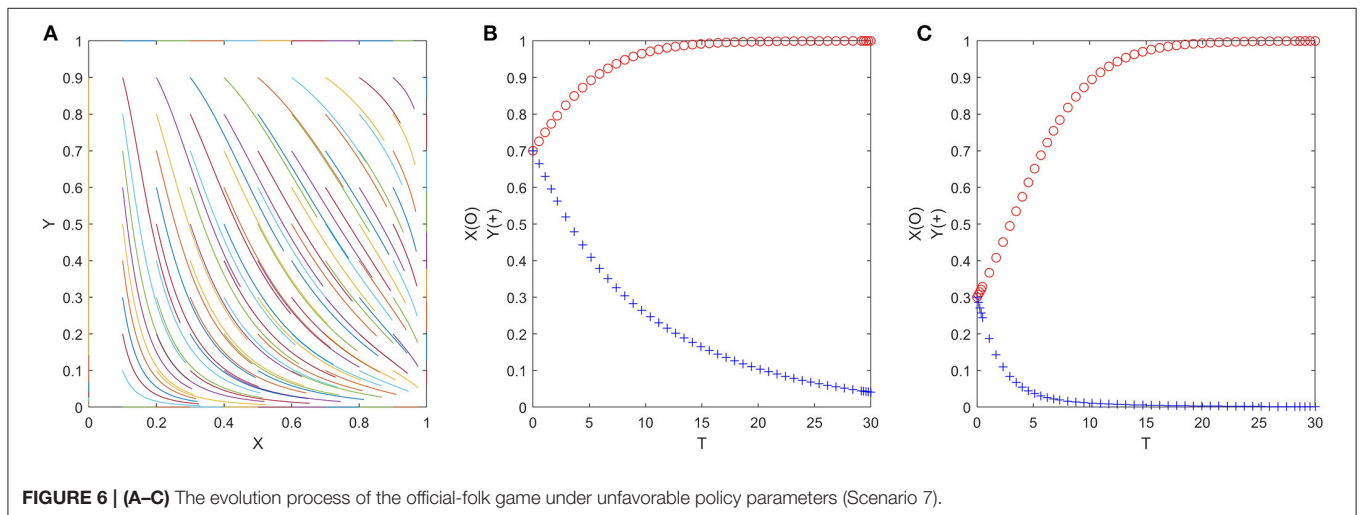 A
1
0.9
0.8
0.7
0.6
0.5
0.4
0.3
0.2
0.1
0
Y
0 0.2 0.4 0.6 0.8 1
X
B
1
0.9
0.8
0.7
0.6
0.5
0.4
0.3
0.2
0.1
0
X(O)
Y(+)
0 5 10 15 20 25 30
T
C
1
0.9
0.8
0.7
0.6
0.5
0.4
0.3
0.2
0.1
0
X(O)
Y(+)
0 5 10 15 20 25 30
T
FIGURE 6 | (A–C) The evolution process of the official-folk game under unfavorable policy parameters (Scenario 7).